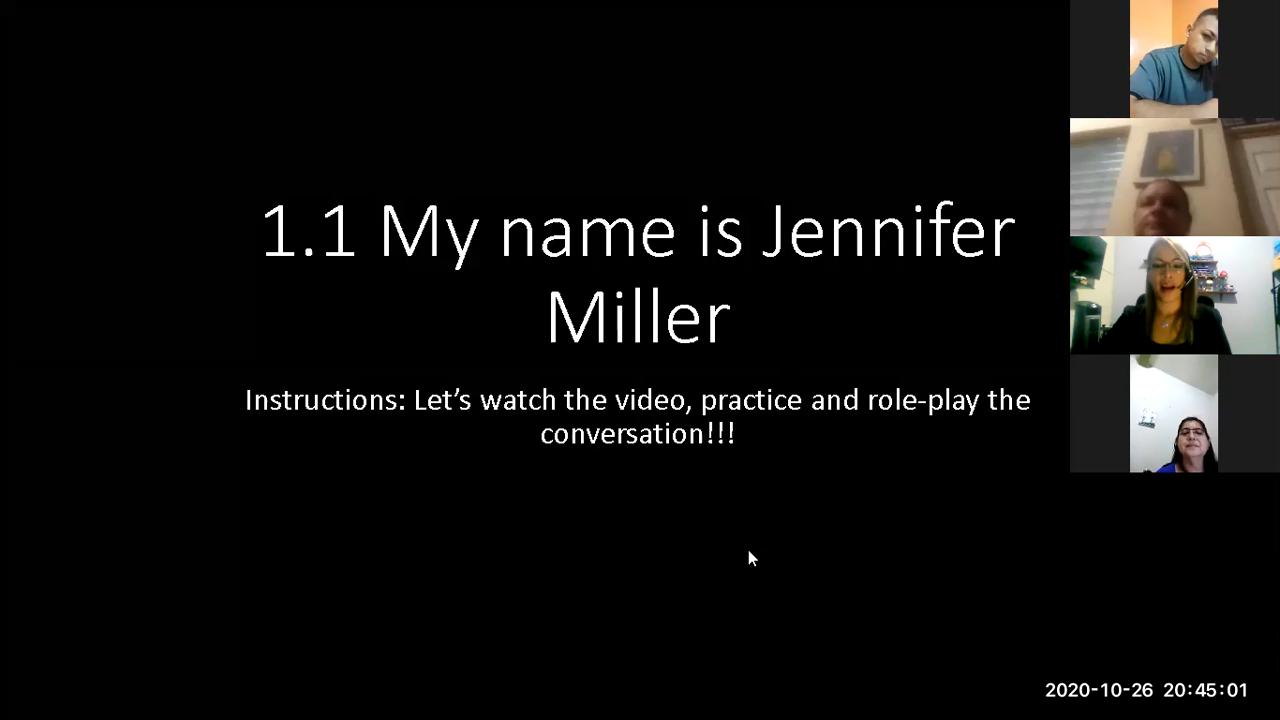 1.1 My name is Jennifer
Miller
Instructions: Let's watch the video, practice and role-play the
conversation!!!
2020-10-26 20:45:01